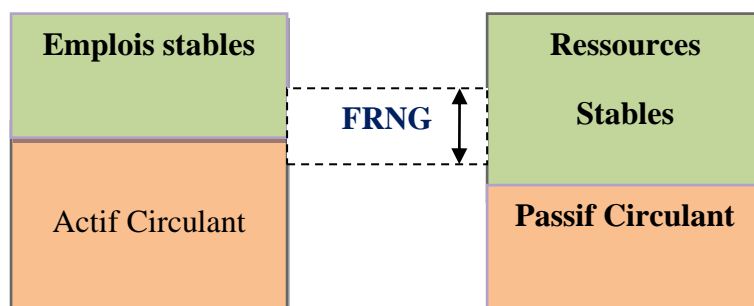 Emplois stables
Actif Circulant
FRNG
Ressources
Stables
Passif Circulant